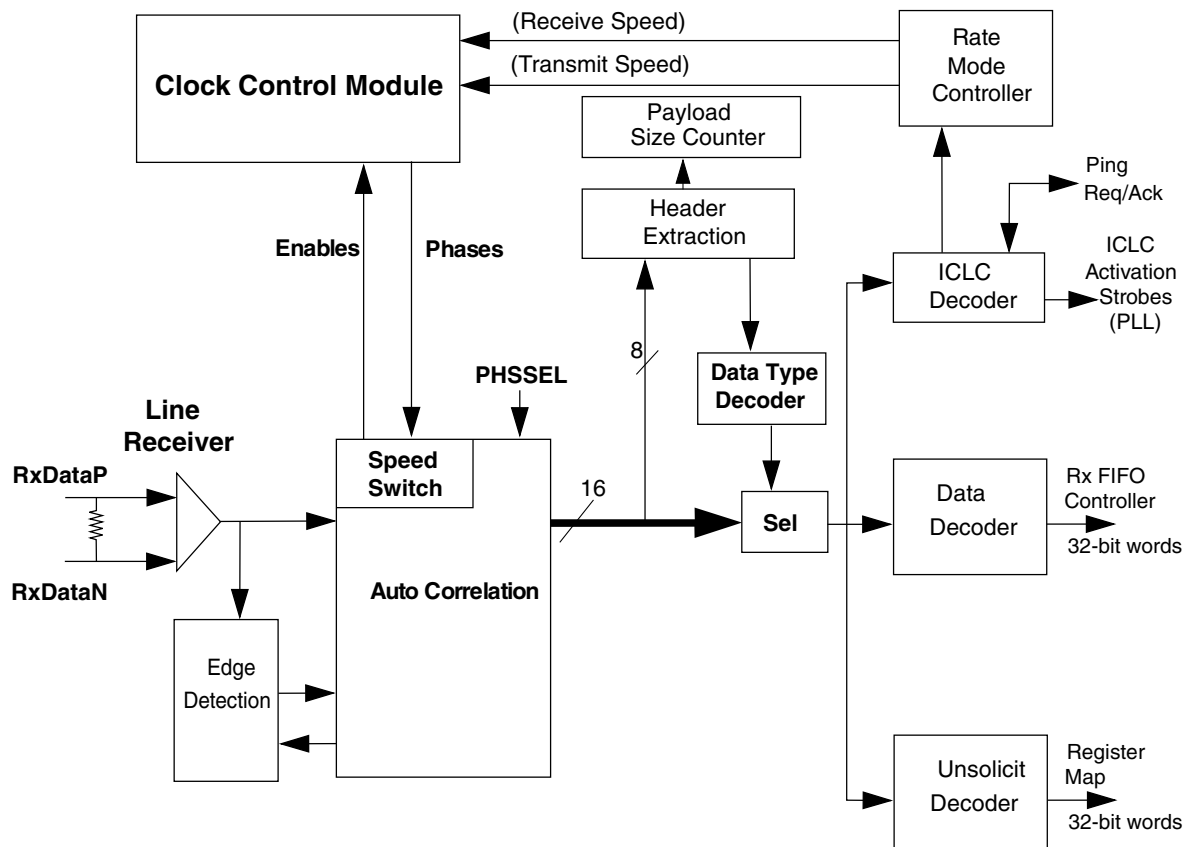 (Receive Speed)
(Transmit Speed)
Clock Control Module
Rate
Mode
Controller
Payload
Size Counter
Ping
Req/Ack
Header
Extraction
Enables
Phases
ICLC
Decoder
ICLC
Activation
Strobes
(PLL)
8
PHSSEL
Data Type
Decoder
Line
Receiver
RxDataP
Speed
Switch
16
Sel
Data
Decoder
Rx FIFO
Controller
32-bit words
RxDataN
Auto Correlation
Edge
Detection
Unsolicit
Decoder
Register
Map
32-bit words